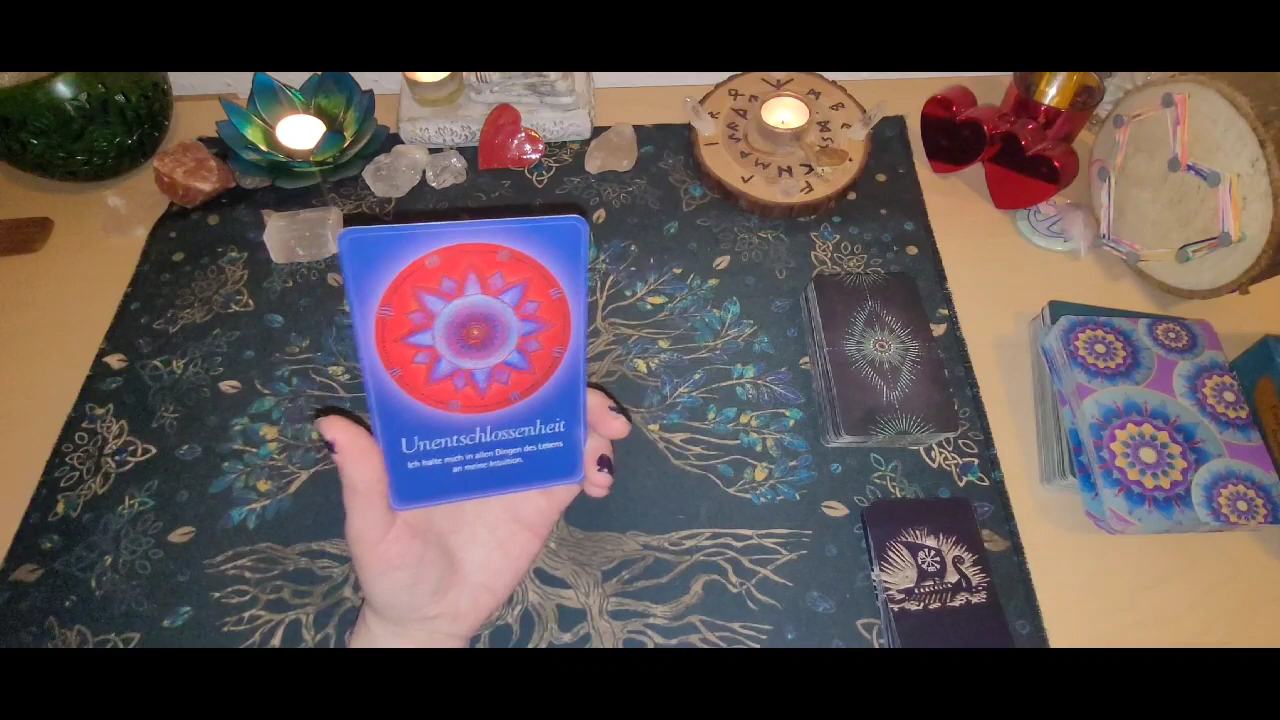 Unentschlossenheit
Ich halte mich in allen Dingen des Lebens
an meine Intuition.